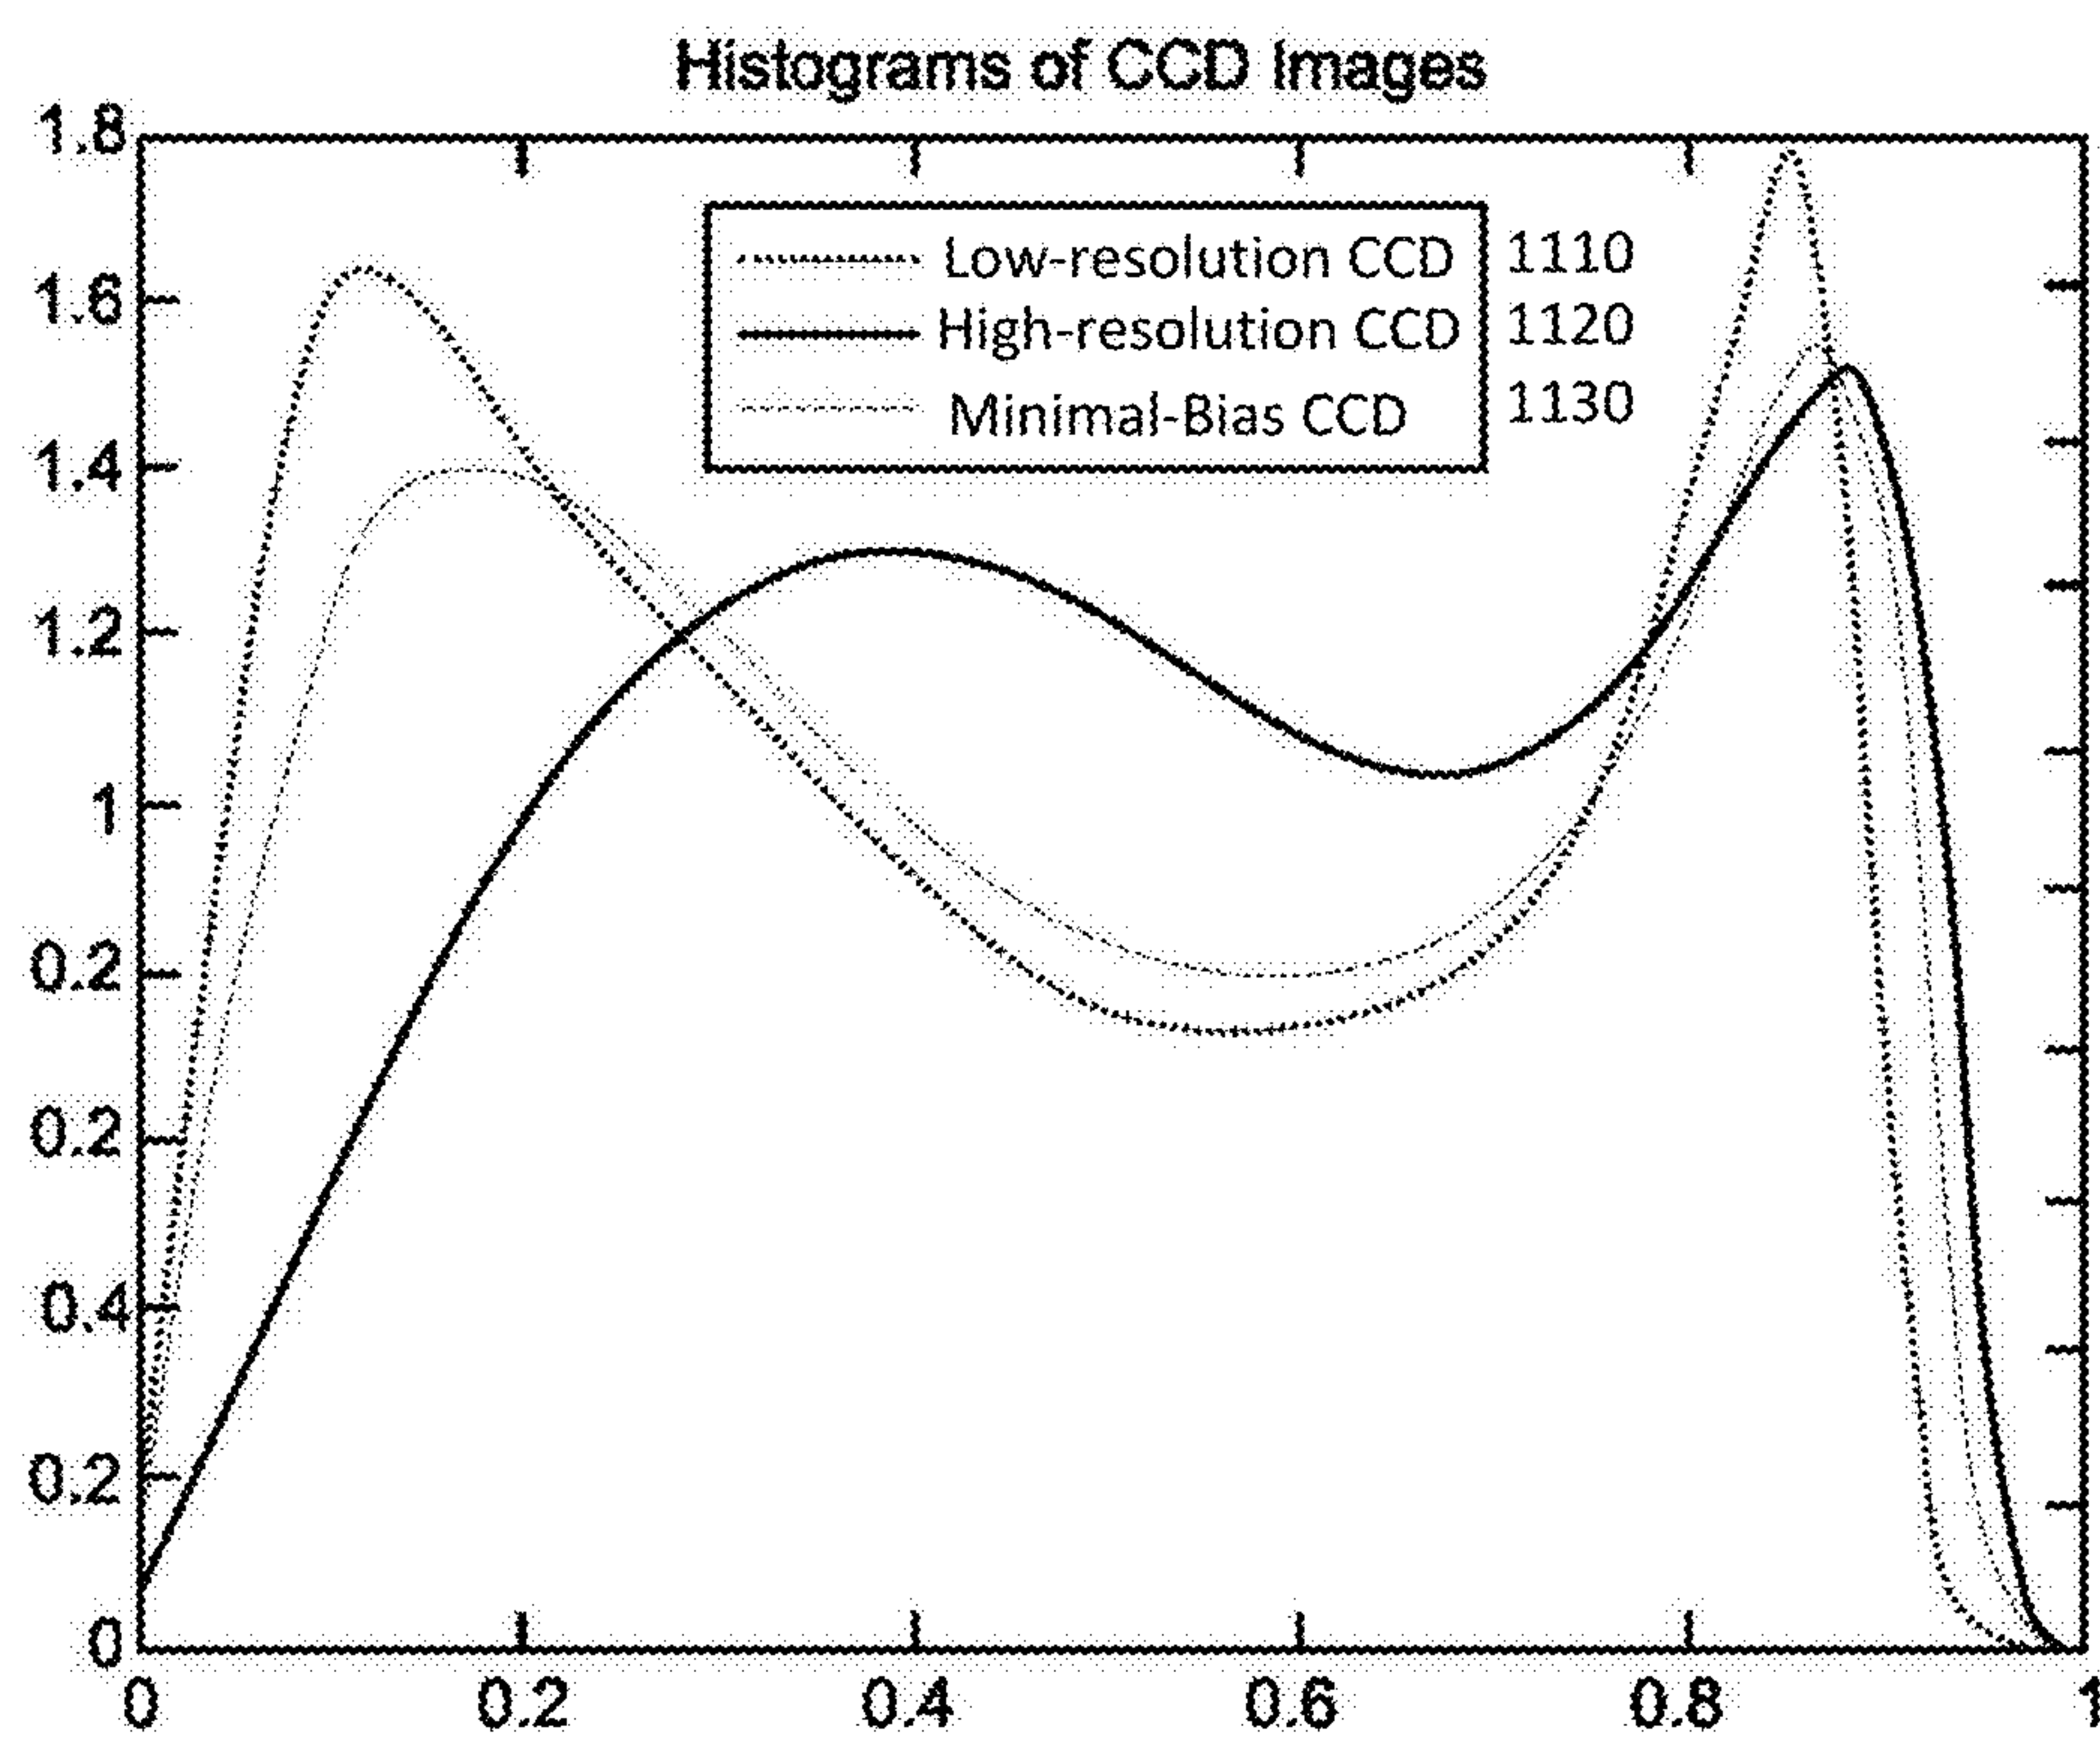 Histograms of CCD Images
1.8
1.6
1.4
1.2
1
0.2
0.2
0.4
0.2
0
Low-resolution CCD 1110
High-resolution CCD 1120
Minimal-Bias CCD 1130
0 0.2 0.4 0.6 0.8 1